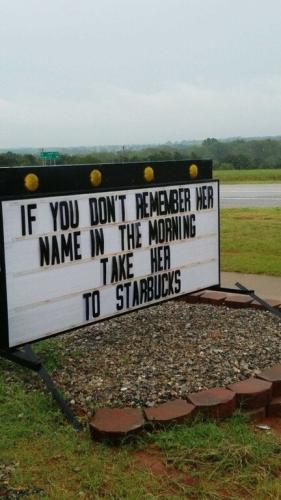 IF YOU DON'T REMEMBER HER
NAME IN THE MORNING
TAKE HER
TO STARBUCKS